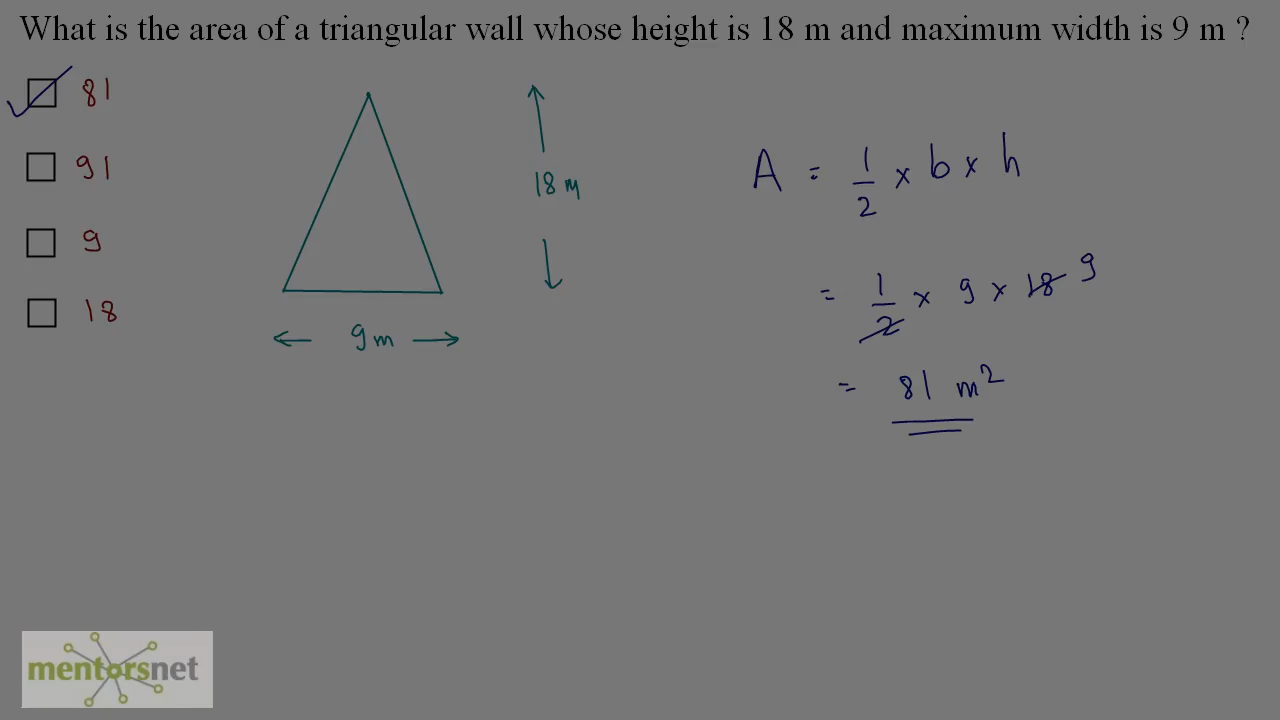 What is the area of a triangular wall whose height is 18 m and maximum width is 9 m ?
81
91
9
18
18 m
9 m
A = 1/2 × b × h
= 1/2 × 9 × 18 9
= 81 m²
mentorsnet